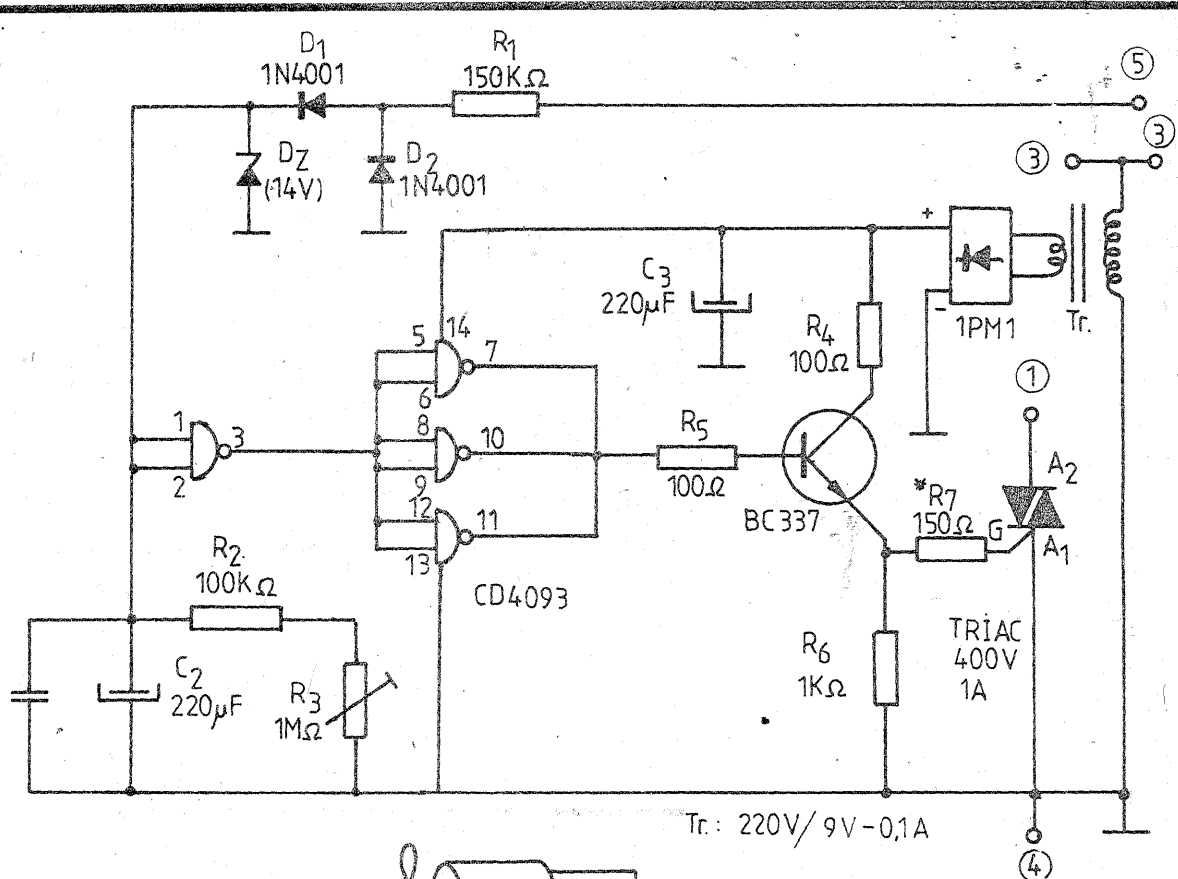 D1
1N4001
R1
150KΩ
5
3
3
DZ
(14V)
D2
1N4001
+
-
1PM1
Tr.
C3
220µF
R4
100Ω
5
14
7
6
1
2
3
8
10
9
12
11
13
CD4093
R5
100Ω
BC337
1
A2
*R7
150Ω
G
A1
R2
100KΩ
C2
220µF
R3
1MΩ
R6
1KΩ
TRİAC
400V
1A
Tr.: 220V/9V-0,1A
4